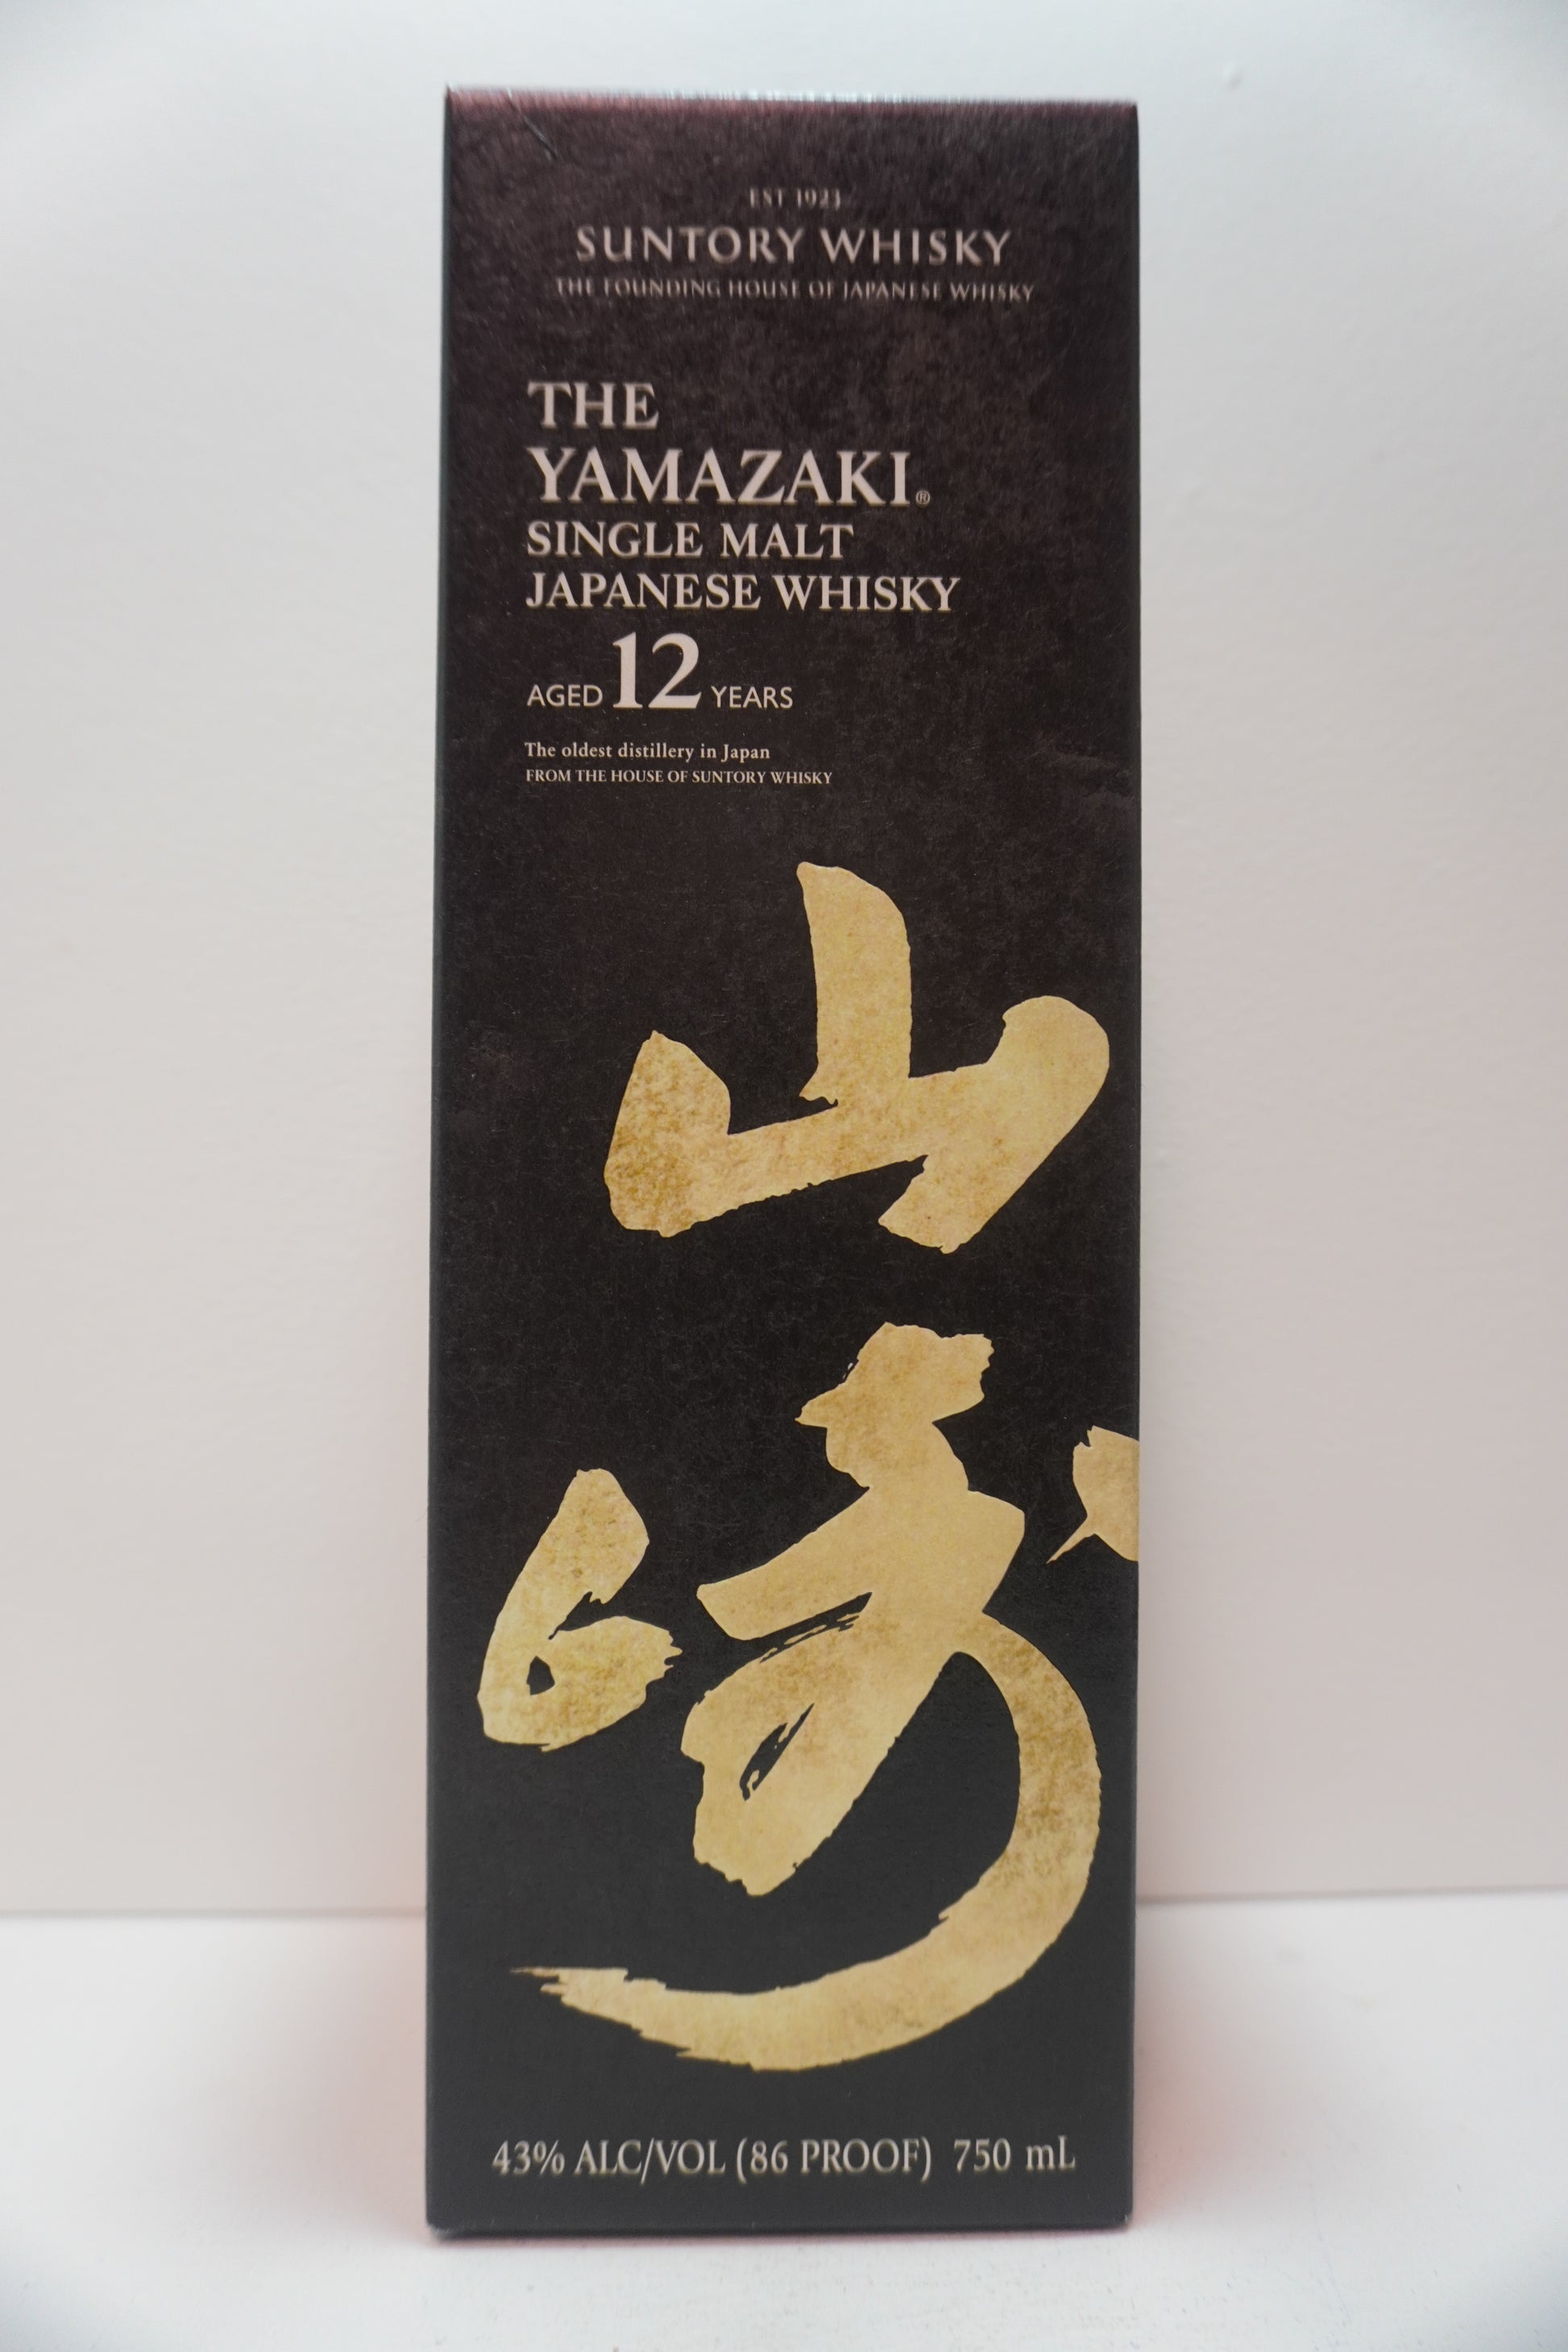 EST 1923
SUNTORY WHISKY
THE FOUNDING HOUSE OF JAPANESE WHISKY
THE
YAMAZAKI®
SINGLE MALT
JAPANESE WHISKY
AGED 12 YEARS
The oldest distillery in Japan
FROM THE HOUSE OF SUNTORY WHISKY
山
崎
43% ALC/VOL (86 PROOF) 750 mL